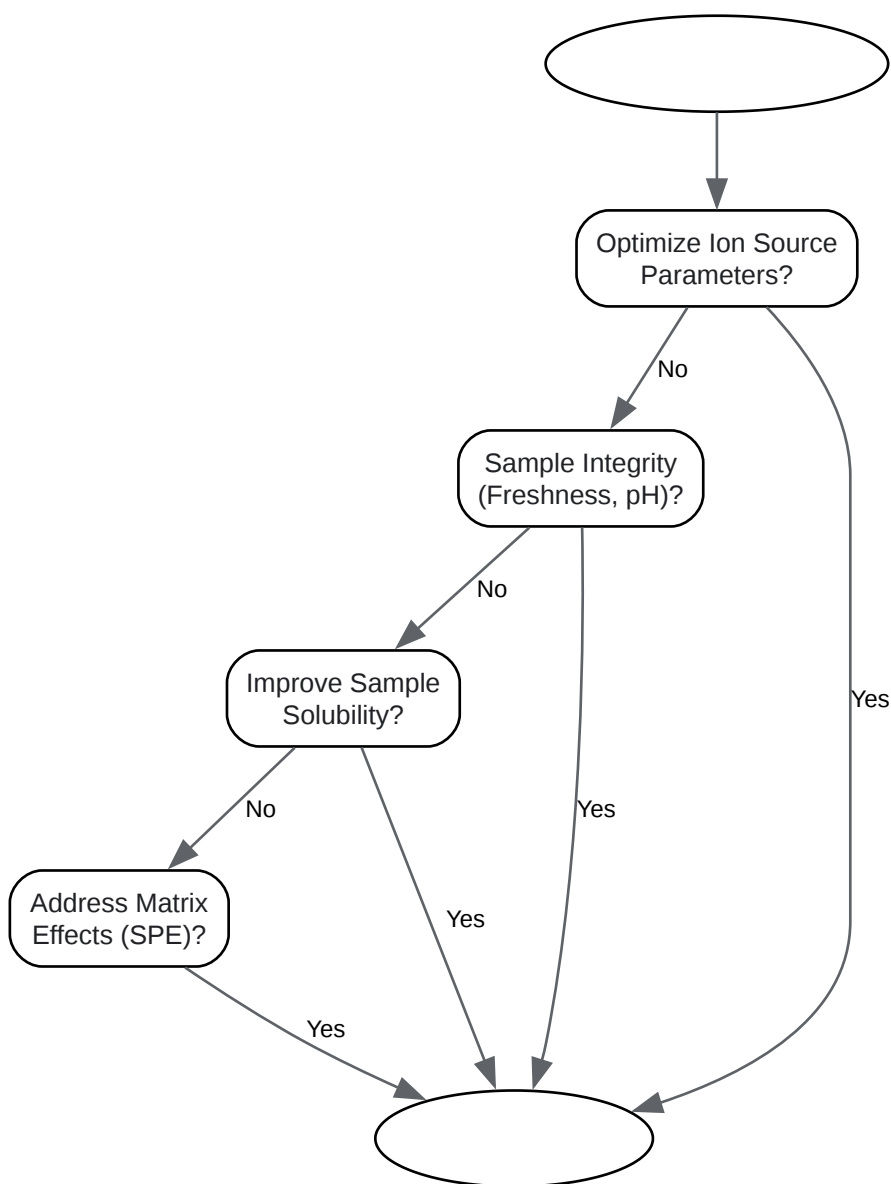 Optimize Ion Source
Parameters?
No
Sample Integrity
(Freshness, pH)?
No
Improve Sample
Solubility?
Yes
No
Yes
Address Matrix
Effects (SPE)?
Yes
Yes